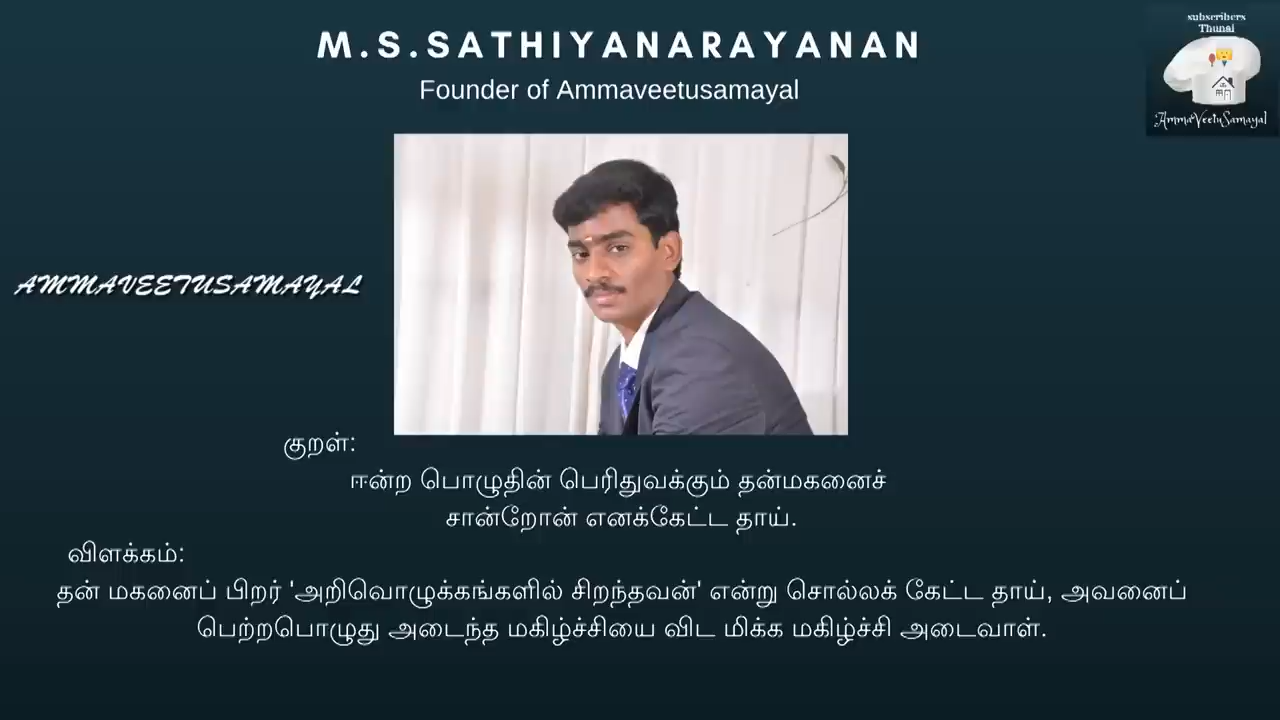 M.S.SATHIYANARAYANAN
Founder of Ammaveetusamayal
subscribers
Thunai
AmmaVeetuSamayal
AMMAVEETUSAMAYAL
குறள்:
ஈன்ற பொழுதின் பெரிதுவக்கும் தன்மகனைச்
சான்றோன் எனக்கேட்ட தாய்.
விளக்கம்:
தன் மகனைப் பிறர் 'அறிவொழுக்கங்களில் சிறந்தவன்' என்று சொல்லக் கேட்ட தாய், அவனைப்
பெற்றபொழுது அடைந்த மகிழ்ச்சியை விட மிக்க மகிழ்ச்சி அடைவாள்.